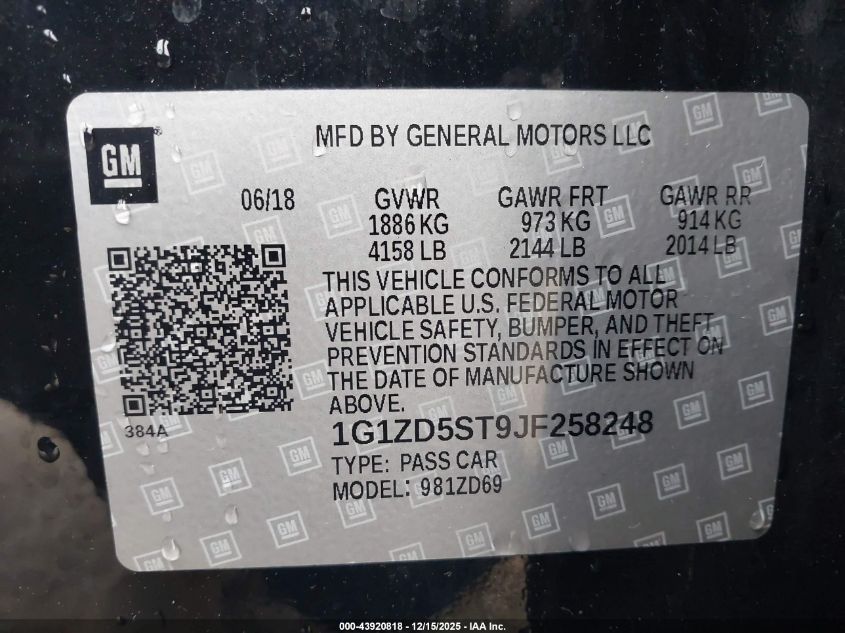 GM
MFD BY GENERAL MOTORS LLC
06/18
GVWR GAWR FRT GAWR RR
1886 KG 973 KG 914 KG
4158 LB 2144 LB 2014 LB
THIS VEHICLE CONFORMS TO ALL
APPLICABLE U.S. FEDERAL MOTOR
VEHICLE SAFETY, BUMPER, AND THEFT
PREVENTION STANDARDS IN EFFECT ON
THE DATE OF MANUFACTURE SHOWN
ABOVE.
384A
1G1ZD5ST9JF258248
TYPE: PASS CAR
MODEL: 981ZD69
000-43920818 - 12/15/2025 - IAA Inc.